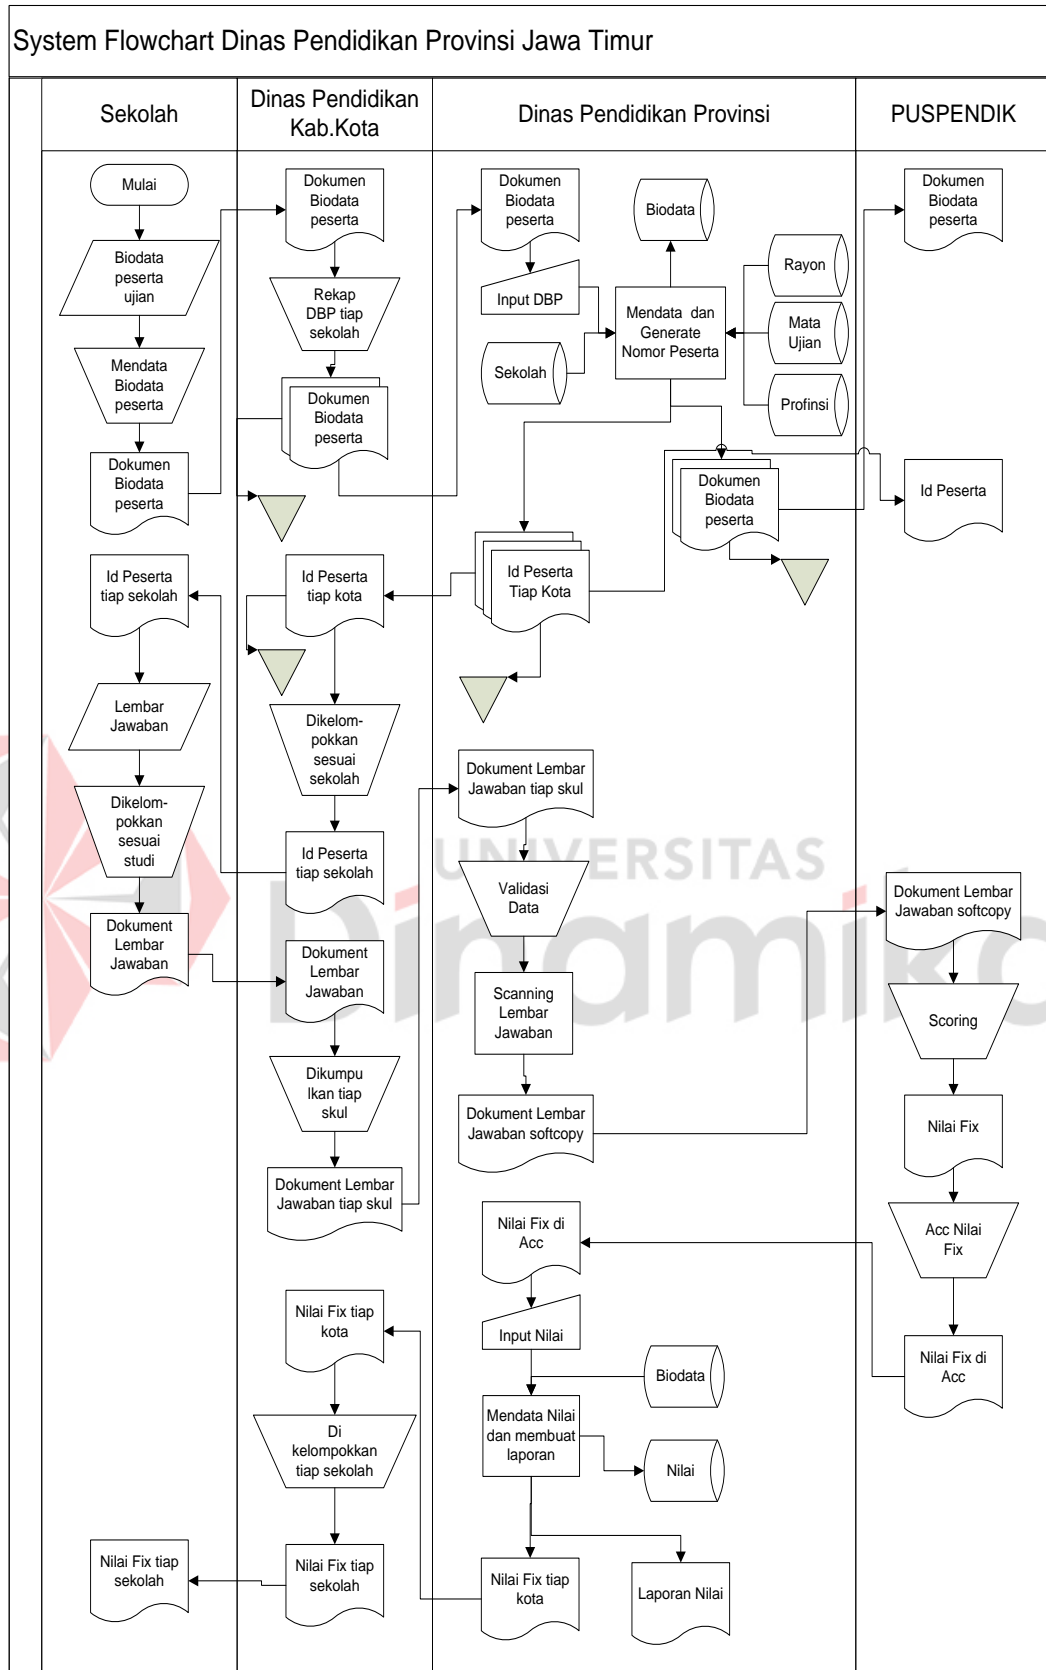 System Flowchart Dinas Pendidikan Provinsi Jawa Timur
Sekolah
Dinas Pendidikan
Kab.Kota
Dinas Pendidikan Provinsi
PUSPENDIK
Mulai
Biodata
peserta
ujian
Mendata
Biodata
peserta
Dokumen
Biodata
peserta
Dokumen
Biodata
peserta
Rekap
DBP tiap
sekolah
Dokumen
Biodata
peserta
Dokumen
Biodata
peserta
Input DBP
Sekolah
Biodata
Mendata dan
Generate
Nomor Peserta
Rayon
Mata
Ujian
Profinsi
Dokumen
Biodata
peserta
Dokumen
Biodata
peserta
Id Peserta
Id Peserta
Tiap Kota
Id Peserta
tiap kota
Id Peserta
tiap sekolah
Lembar
Jawaban
Dikelom-
pokkan
sesuai
studi
Dokument
Lembar
Jawaban
Dikelom-
pokkan
sesuai
sekolah
Id Peserta
tiap sekolah
Dokument
Lembar
Jawaban
Dikumpu
lkan tiap
skul
Dokument Lembar
Jawaban tiap skul
Dokument Lembar
Jawaban tiap skul
Validasi
Data
Scanning
Lembar
Jawaban
Dokument Lembar
Jawaban softcopy
Dokument Lembar
Jawaban softcopy
Scoring
Nilai Fix
Acc Nilai
Fix
Nilai Fix di
Acc
Nilai Fix di
Acc
Input Nilai
Biodata
Mendata Nilai
dan membuat
laporan
Nilai
Nilai Fix tiap
kota
Laporan Nilai
Nilai Fix tiap
kota
Di
kelompokkan
tiap sekolah
Nilai Fix tiap
sekolah
Nilai Fix tiap
sekolah
UNIVERSITAS
Dinamika